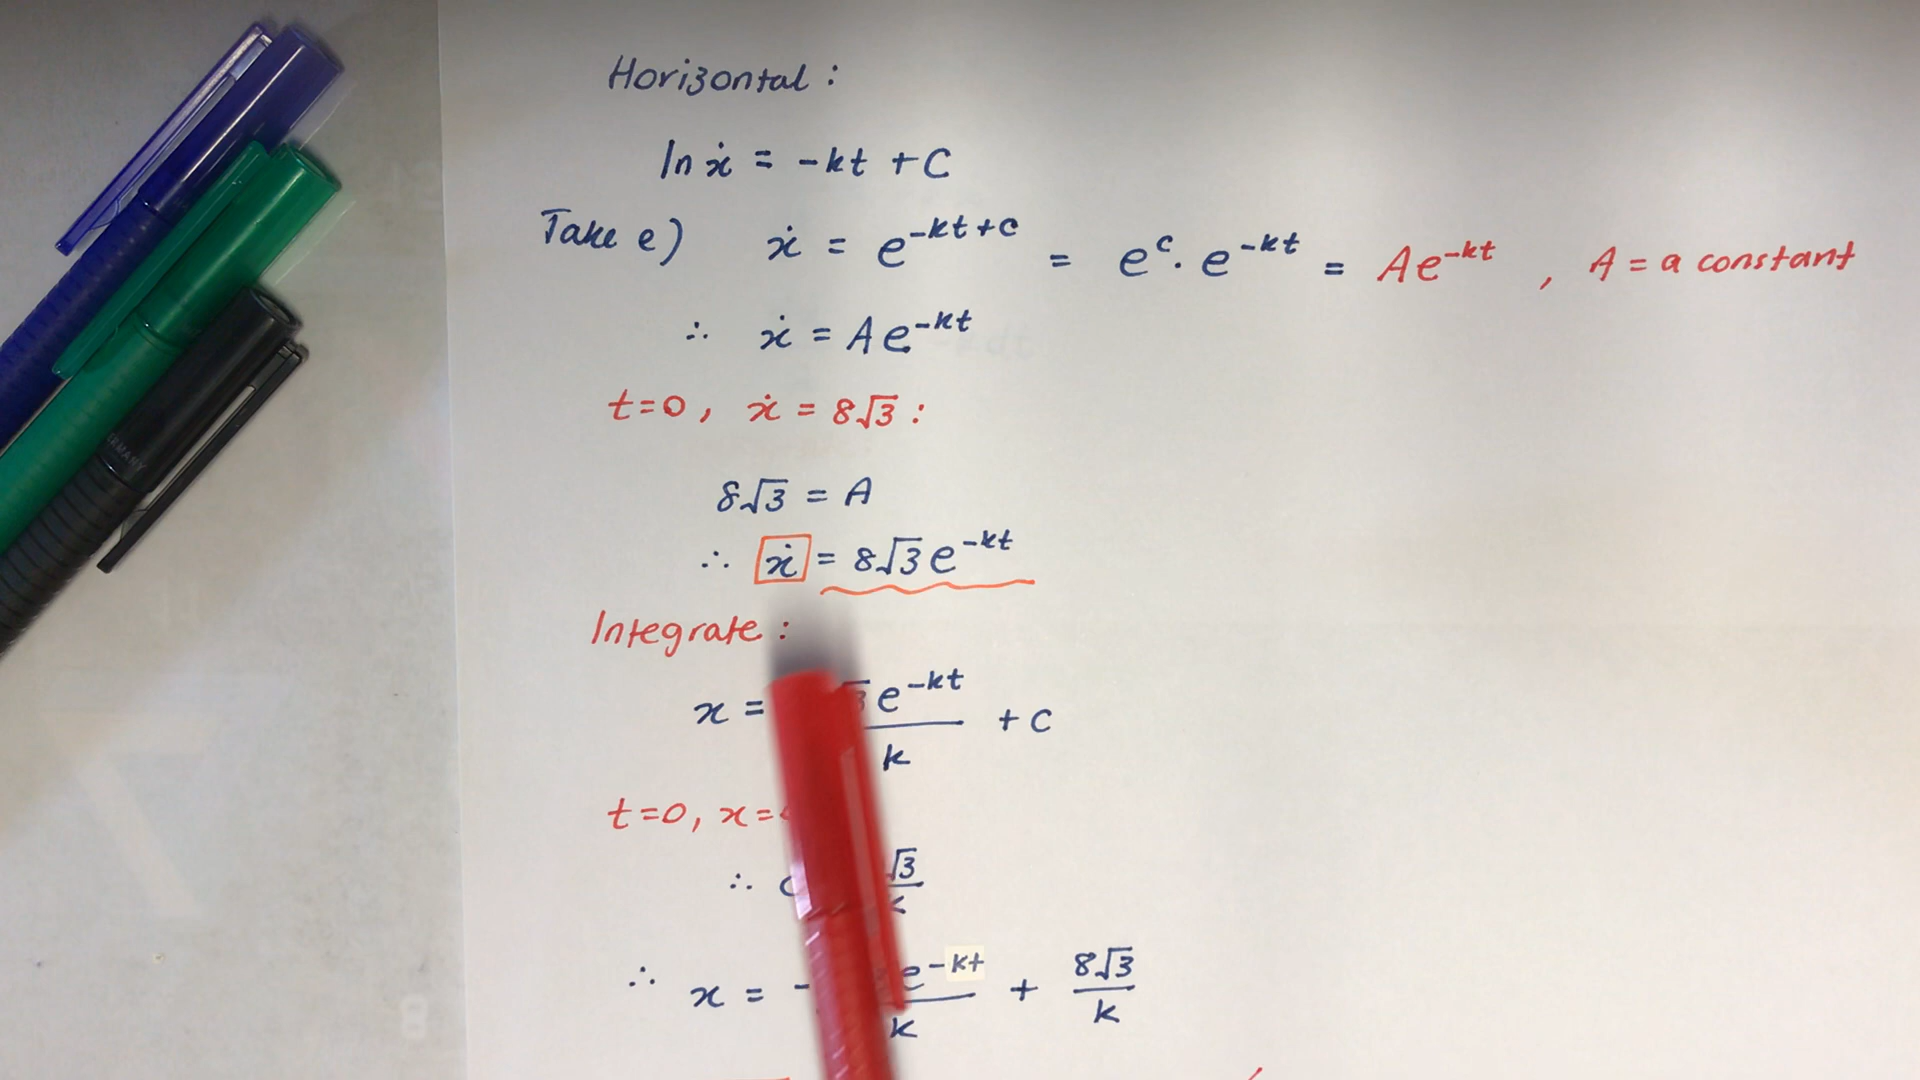 Horizontal :
ln ẋ = -kt + C
Take e) ẋ = e^{-kt+c} = e^c . e^{-kt} = Ae^{-kt} , A = a constant
∴ ẋ = Ae^{-kt}
t=0, ẋ = 8√3 :
8√3 = A
∴ ẋ = 8√3 e^{-kt}
Integrate :
x = e^{-kt} / k + C
t=0, x=
∴ √3
∴ x = - e^{-kt} / k + 8√3 / k
GERMANY